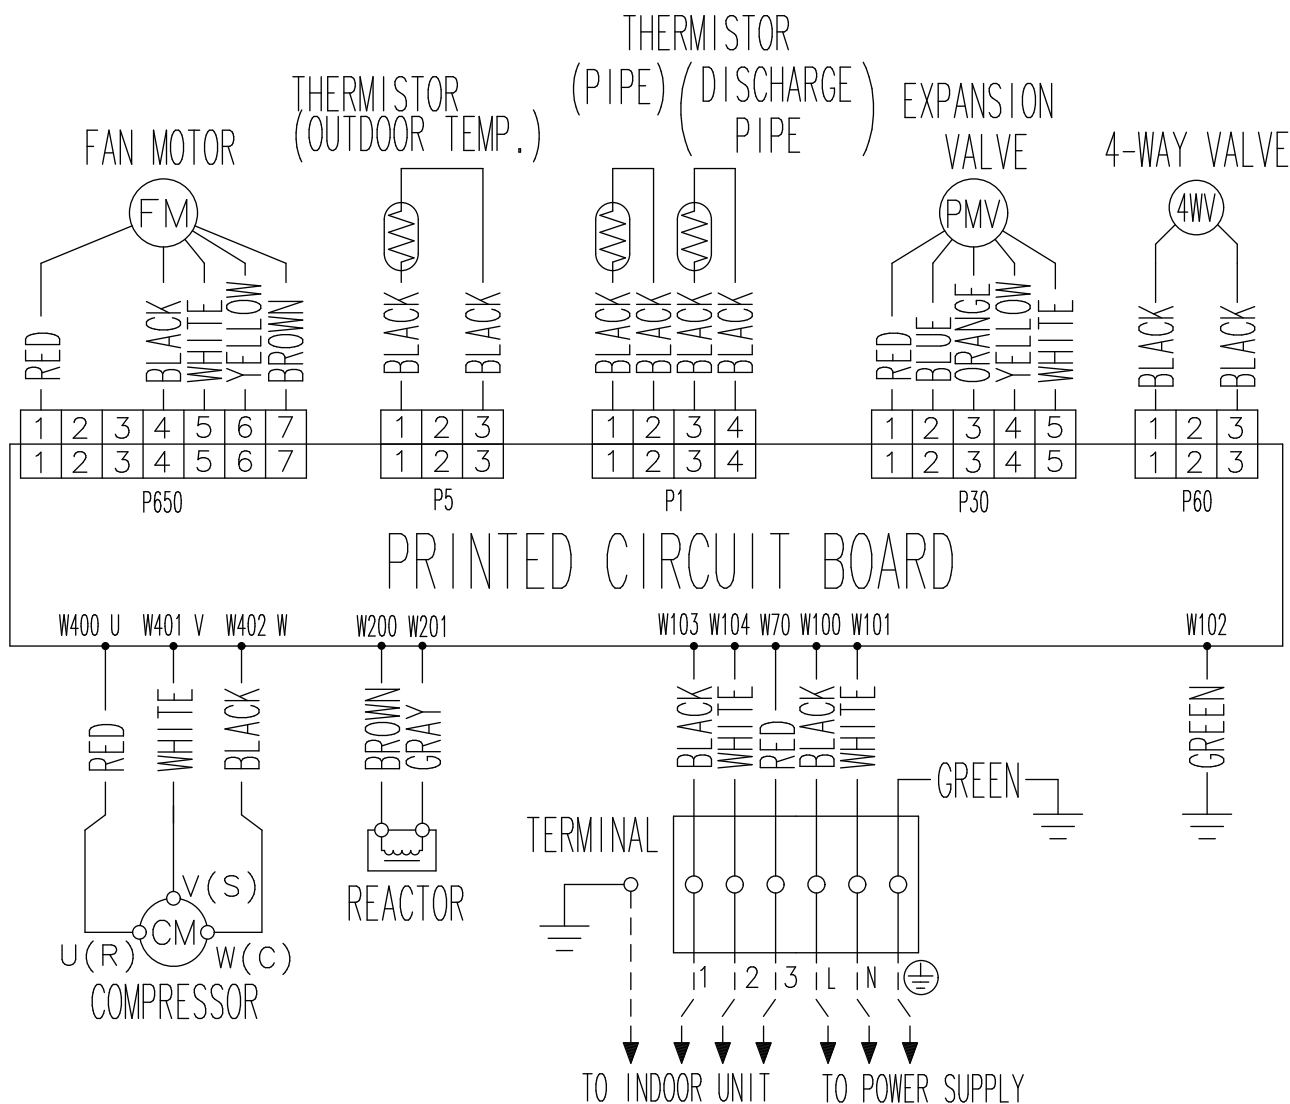 THERMISTOR
(PIPE) (DISCHARGE PIPE)
THERMISTOR
(OUTDOOR TEMP.)
EXPANSION
VALVE
FAN MOTOR
4-WAY VALVE
FM
PMV
4WV
RED BLACK WHITE YELLOW BROWN
BLACK BLACK
BLACK BLACK BLACK BLACK
RED BLUE ORANGE YELLOW WHITE
BLACK BLACK
1 2 3 4 5 6 7
1 2 3
1 2 3 4
1 2 3 4 5
1 2 3
1 2 3 4 5 6 7
1 2 3
1 2 3 4
1 2 3 4 5
1 2 3
P650
P5
P1
P30
P60
PRINTED CIRCUIT BOARD
W400 U W401 V W402 W
W200 W201
W103 W104 W70 W100 W101
W102
RED WHITE BLACK
BROWN GRAY
BLACK WHITE RED BLACK WHITE
GREEN
GREEN
TERMINAL
V(S)
REACTOR
CM
U(R)
W(C)
COMPRESSOR
1 2 3 L N
TO INDOOR UNIT
TO POWER SUPPLY